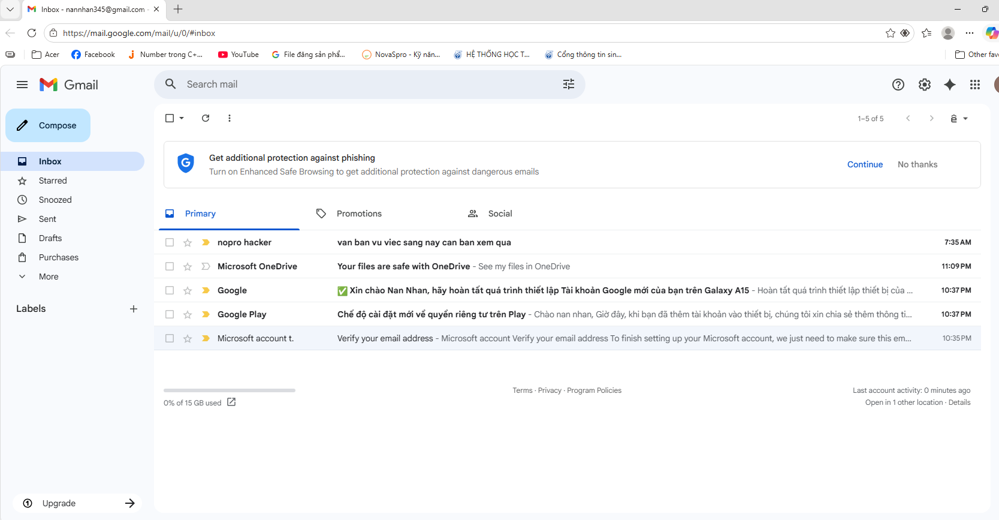 Inbox - nannhan345@gmail.com -
https://mail.google.com/mail/u/0/#inbox
Acer
Facebook
Number trong C+...
YouTube
File đăng sản phẩ...
NovaSpro - Kỹ năn...
HỆ THỐNG HỌC T...
Cổng thông tin sin...
Other fav
Gmail
Search mail
Compose
1–5 of 5
Inbox
Starred
Snoozed
Sent
Drafts
Purchases
More
Labels
Get additional protection against phishing
Turn on Enhanced Safe Browsing to get additional protection against dangerous emails
Continue
No thanks
Primary
Promotions
Social
nopro hacker van ban vu viec sang nay can ban xem qua 7:35 AM
Microsoft OneDrive Your files are safe with OneDrive - See my files in OneDrive 11:09 PM
Google ✅ Xin chào Nan Nhan, hãy hoàn tất quá trình thiết lập Tài khoản Google mới của bạn trên Galaxy A15 - Hoàn tất quá trình thiết lập thiết bị của ... 10:37 PM
Google Play Chế độ cài đặt mới về quyền riêng tư trên Play - Chào nan nhan, Giờ đây, khi bạn đã thêm tài khoản vào thiết bị, chúng tôi xin chia sẻ thêm thông ti... 10:37 PM
Microsoft account t. Verify your email address - Microsoft account Verify your email address To finish setting up your Microsoft account, we just need to make sure this em... 10:35 PM
0% of 15 GB used
Terms · Privacy · Program Policies
Last account activity: 0 minutes ago
Open in 1 other location · Details
Upgrade